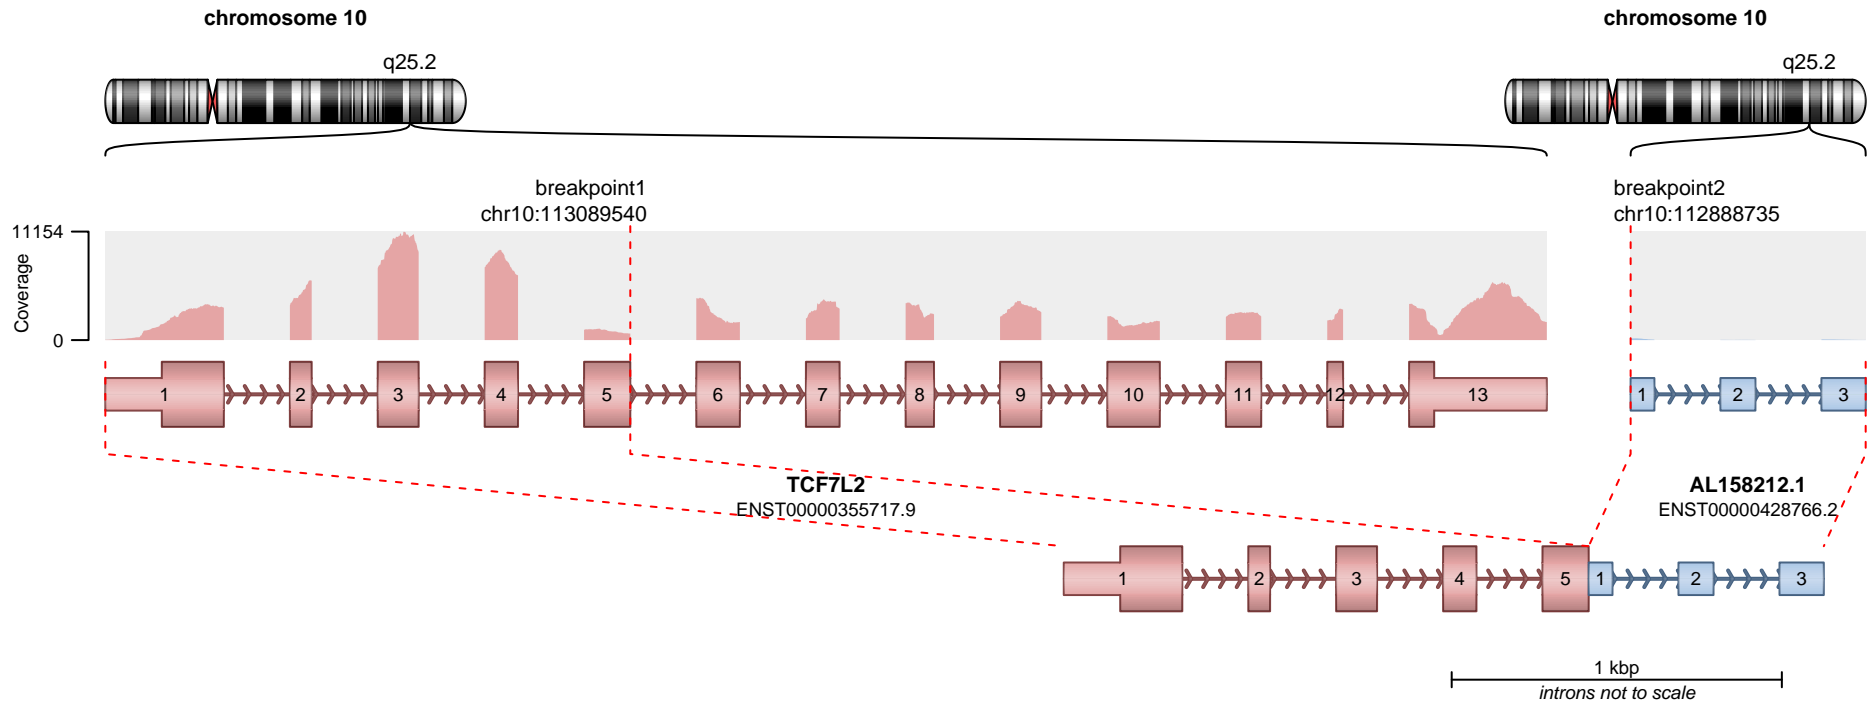 chromosome 10
chromosome 10
q25.2
q25.2
breakpoint1
chr10:113089540
breakpoint2
chr10:112888735
11154
Coverage
0
1 2 3 4 5 6 7 8 9 10 11 12 13
1 2 3
TCF7L2
ENST00000355717.9
AL158212.1
ENST00000428766.2
1 2 3 4 5 1 2 3
1 kbp
introns not to scale